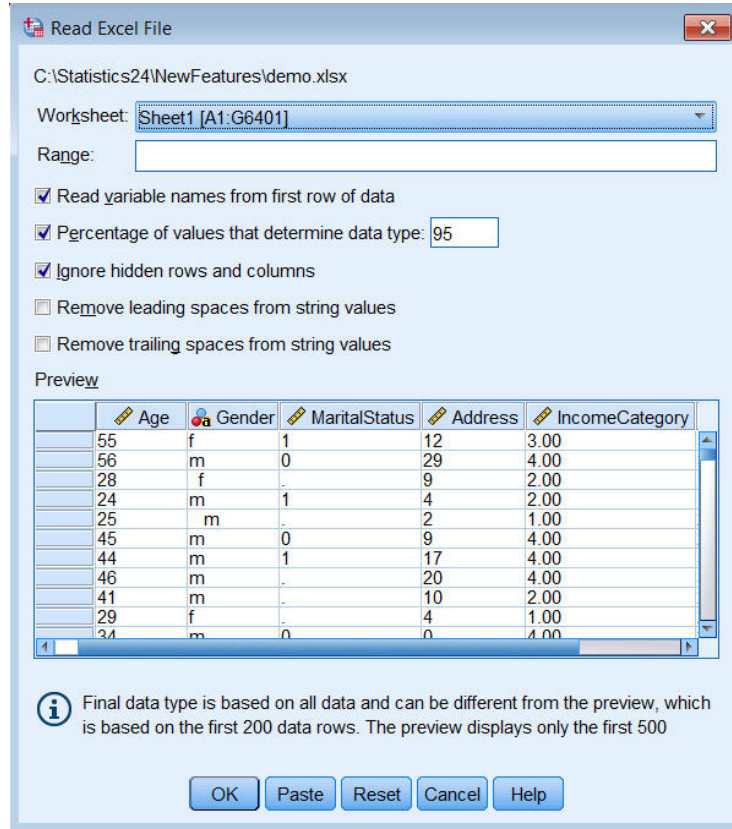 Read Excel File
C:\Statistics24\NewFeatures\demo.xlsx
Worksheet: Sheet1 [A1:G6401]
Range:
Read variable names from first row of data
Percentage of values that determine data type: 95
Ignore hidden rows and columns
Remove leading spaces from string values
Remove trailing spaces from string values
Preview
Age Gender MaritalStatus Address IncomeCategory
55 f 1 12 3.00
56 m 0 29 4.00
28 f . 9 2.00
24 m 1 4 2.00
25 m . 2 1.00
45 m 0 9 4.00
44 m 1 17 4.00
46 m . 20 4.00
41 m . 10 2.00
29 f . 4 1.00
34 m 0 0 4.00
Final data type is based on all data and can be different from the preview, which
is based on the first 200 data rows. The preview displays only the first 500
OK Paste Reset Cancel Help